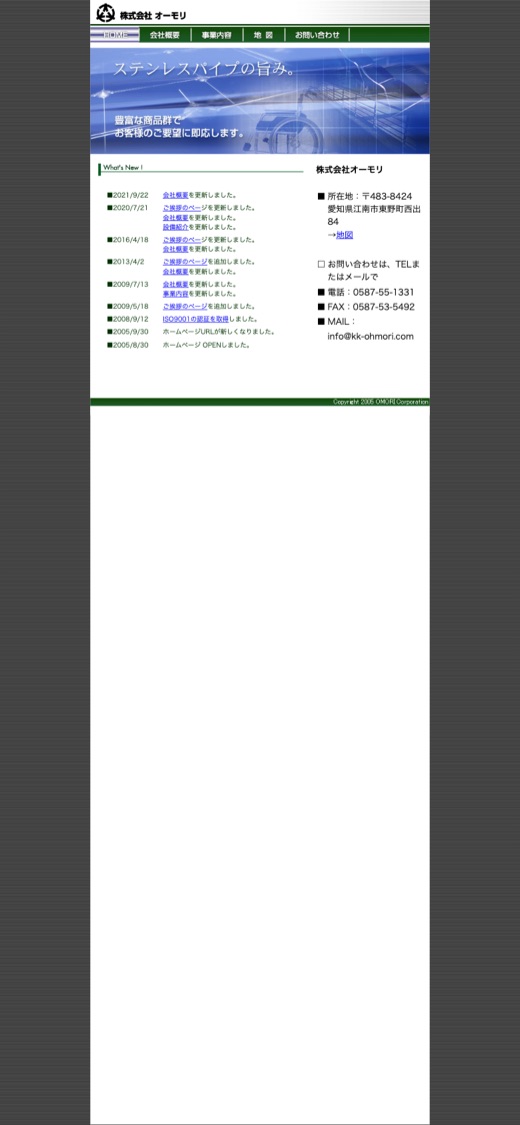 株式会社 オーモリ
HOME 会社概要 事業内容 地 図 お問い合わせ
ステンレスパイプの旨み。
豊富な商品群で
お客様のご要望に即応します。
What's New !
■2021/9/22 会社概要を更新しました。
■2020/7/21 ご挨拶のページを更新しました。
会社概要を更新しました。
設備紹介を更新しました。
■2016/4/18 ご挨拶のページを更新しました。
会社概要を更新しました。
■2013/4/2 ご挨拶のページを追加しました。
会社概要を更新しました。
■2009/7/13 会社概要を更新しました。
事業内容を更新しました。
■2009/5/18 ご挨拶のページを追加しました。
■2008/9/12 ISO9001の認証を取得しました。
■2005/9/30 ホームページURLが新しくなりました。
■2005/8/30 ホームページ OPENしました。
株式会社オーモリ
■ 所在地：〒483-8424
愛知県江南市東野町西出
84
→地図
□ お問い合わせは、TELま
たはメールで
■ 電話：0587-55-1331
■ FAX：0587-53-5492
■ MAIL：
info@kk-ohmori.com
Copyright 2005 OMORI Corporation